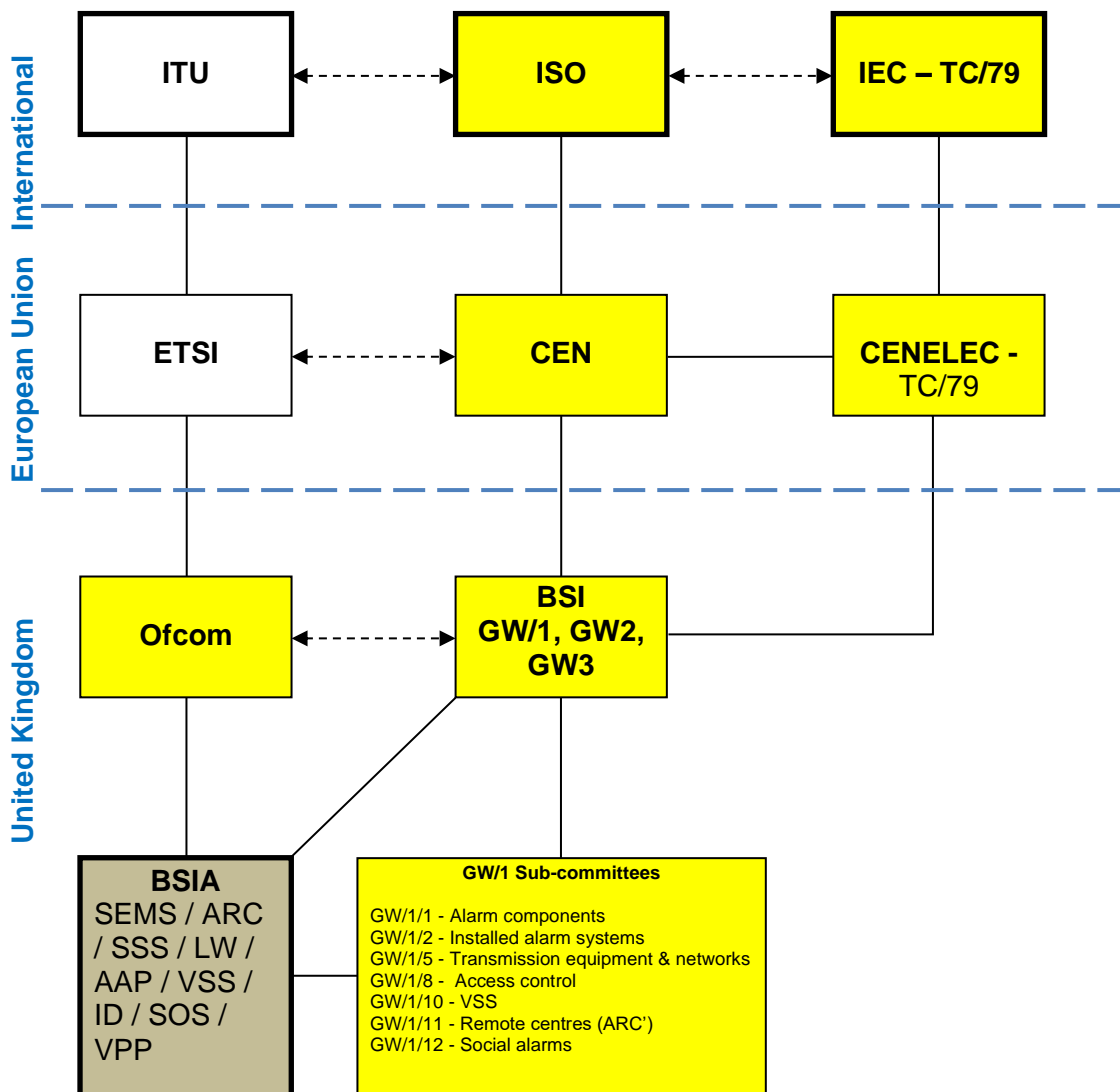 International
ITU
ISO
IEC – TC/79
European Union
ETSI
CEN
CENELEC -
TC/79
United Kingdom
Ofcom
BSI
GW/1, GW2,
GW3
BSIA
SEMS / ARC
/ SSS / LW /
AAP / VSS /
ID / SOS /
VPP
GW/1 Sub-committees
GW/1/1 - Alarm components
GW/1/2 - Installed alarm systems
GW/1/5 - Transmission equipment & networks
GW/1/8 -  Access control
GW/1/10 - VSS
GW/1/11 - Remote centres (ARC’)
GW/1/12 - Social alarms